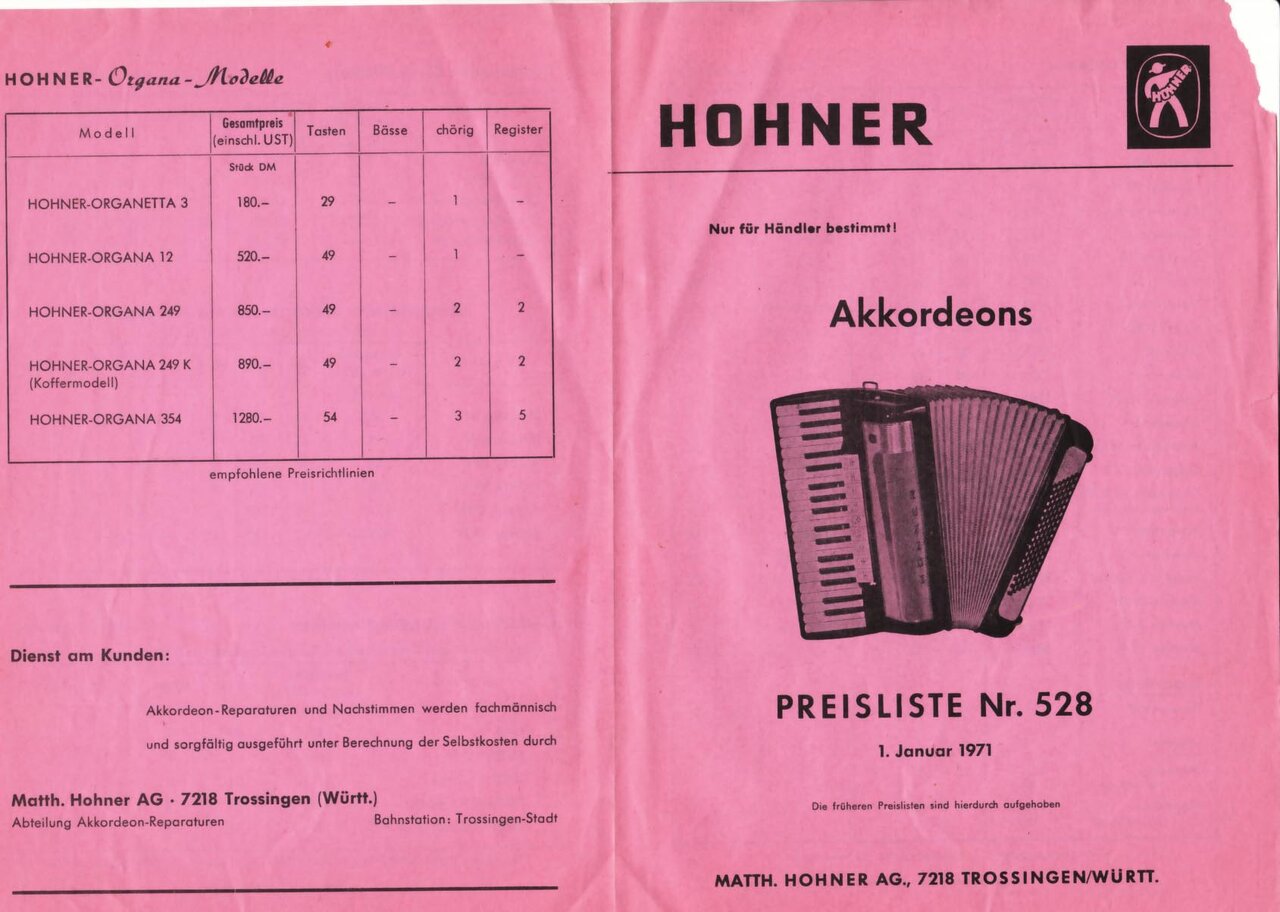 HOHNER-Organa-Modelle
Modell Gesamtpreis (einschl. UST) Tasten Bässe chörig Register
Stück DM
HOHNER-ORGANETTA 3 180.– 29 – 1 –
HOHNER-ORGANA 12 520.– 49 – 1 –
HOHNER-ORGANA 249 850.– 49 – 2 2
HOHNER-ORGANA 249 K 890.– 49 – 2 2
(Koffermodell)
HOHNER-ORGANA 354 1280.– 54 – 3 5
empfohlene Preisrichtlinien
Dienst am Kunden:
Akkordeon-Reparaturen und Nachstimmen werden fachmännisch
und sorgfältig ausgeführt unter Berechnung der Selbstkosten durch
Matth. Hohner AG · 7218 Trossingen (Württ.)
Abteilung Akkordeon-Reparaturen Bahnstation: Trossingen-Stadt
HOHNER
HOHNER
Nur für Händler bestimmt!
Akkordeons
HOHNER
PREISLISTE Nr. 528
1. Januar 1971
Die früheren Preislisten sind hierdurch aufgehoben
MATTH. HOHNER AG., 7218 TROSSINGEN/WÜRTT.